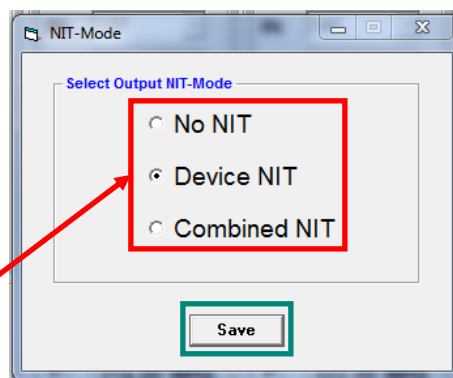 NIT-Mode
Select Output NIT-Mode
No NIT
Device NIT
Combined NIT
Save